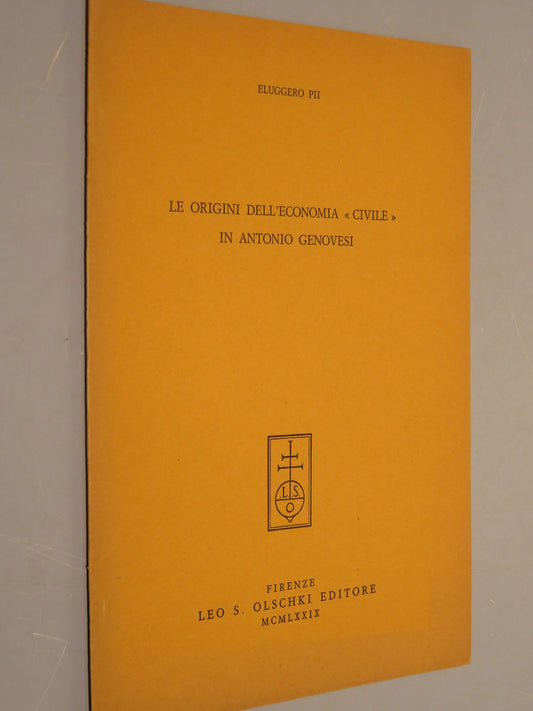 ELUGGERO PII
LE ORIGINI DELL'ECONOMIA « CIVILE »
IN ANTONIO GENOVESI
L. S.
O
FIRENZE
LEO S. OLSCHKI EDITORE
MCMLXXIX